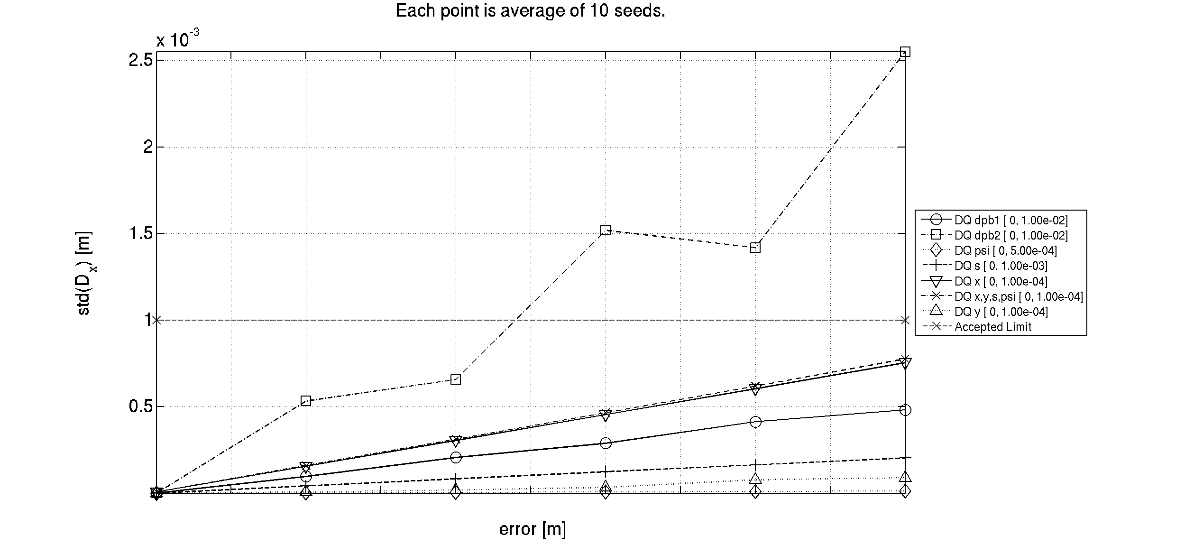 Each point is average of 10 seeds.
x 10-3
2.5
2
1.5
1
0.5
std(Dx) [m]
error [m]
DQ dpb1 [ 0, 1.00e-02]
DQ dpb2 [ 0, 1.00e-02]
DQ psi [ 0, 5.00e-04]
DQ s [ 0, 1.00e-03]
DQ x [ 0, 1.00e-04]
DQ x,y,s,psi [ 0, 1.00e-04]
DQ y [ 0, 1.00e-04]
Accepted Limit